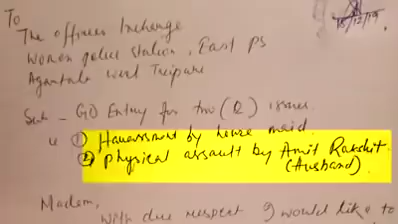 To
The officer Incharge
Women police station, East PS
Agartala West Tripura
Sub - GD Entry for two (2) issues
① Harassment by house maid
② Physical assault by Amit Rakshit.
(Husband)
Madam,
With due respect I would like to